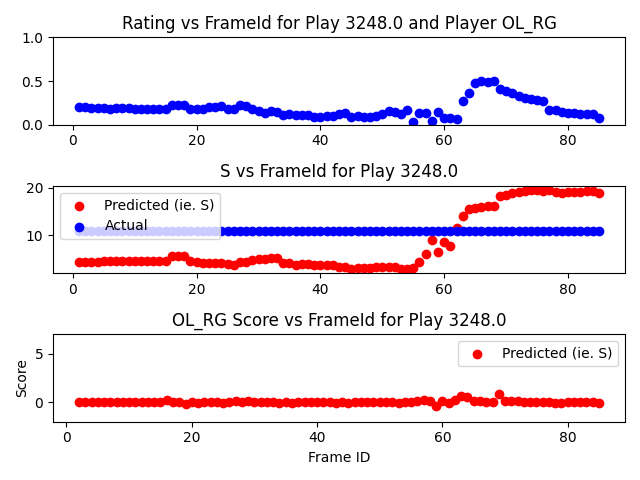 Rating vs FrameId for Play 3248.0 and Player OL_RG
1.0
0.5
0.0
0 20 40 60 80
S vs FrameId for Play 3248.0
20
10
Predicted (ie. S)
Actual
0 20 40 60 80
OL_RG Score vs FrameId for Play 3248.0
Score
5
0
Predicted (ie. S)
0 20 40 60 80
Frame ID